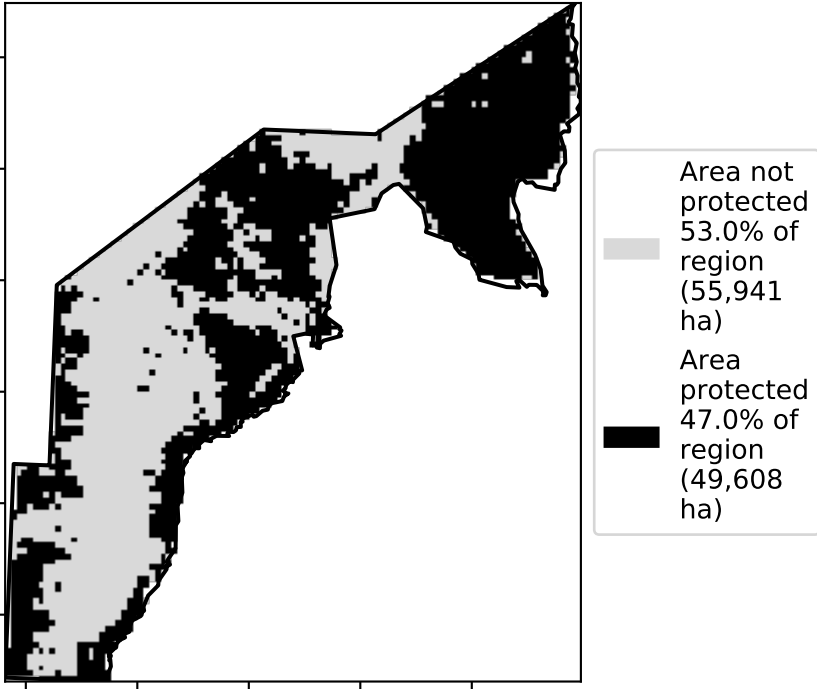 Area not
protected
53.0% of
region
(55,941
ha)
Area
protected
47.0% of
region
(49,608
ha)